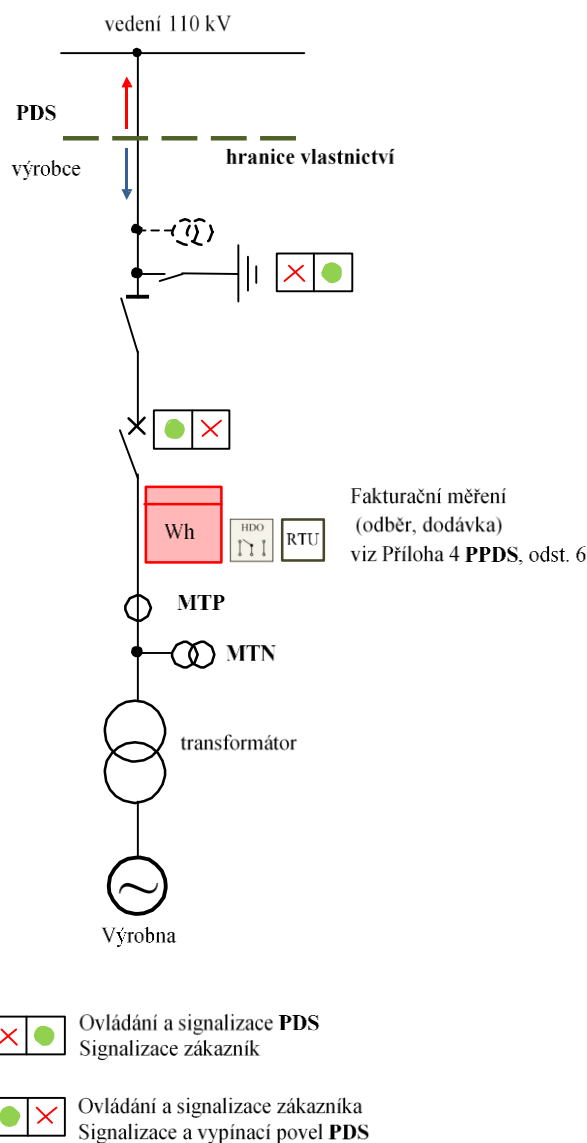 vedení 110 kV
PDS
hranice vlastnictví
výrobce
Fakturační měření
(odběr, dodávka)
viz Příloha 4 PPDS, odst. 6
Wh
HDO
RTU
MTP
MTN
transformátor
Výrobna
Ovládání a signalizace PDS
Signalizace zákazník
Ovládání a signalizace zákazníka
Signalizace a vypínací povel PDS